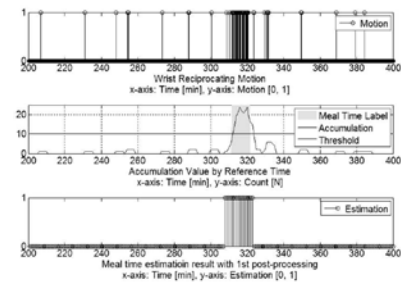 1
Motion
0
200 220 240 260 280 300 320 340 360 380 400
Wrist Reciprocating Motion
x-axis: Time [min], y-axis: Motion [0, 1]
20
Meal Time Label
10
Accumulation
Threshold
0
200 220 240 260 280 300 320 340 360 380 400
Accumulation Value by Reference Time
x-axis: Time [min], y-axis: Count [N]
1
Estimation
0
200 220 240 260 280 300 320 340 360 380 400
Meal time estimatioin result with 1st post-processing
x-axis: Time [min], y-axis: Estimation [0, 1]